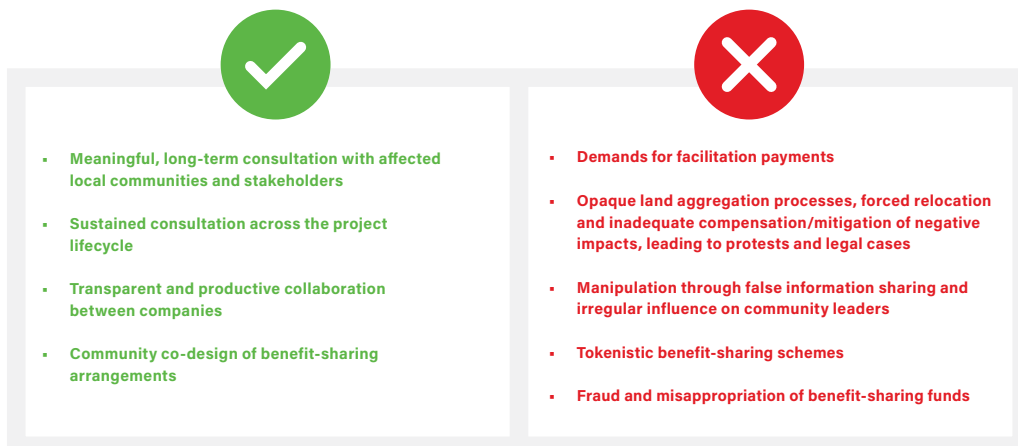 Meaningful, long-term consultation with affected
local communities and stakeholders
Sustained consultation across the project
lifecycle
Transparent and productive collaboration
between companies
Community co-design of benefit-sharing
arrangements
Demands for facilitation payments
Opaque land aggregation processes, forced relocation
and inadequate compensation/mitigation of negative
impacts, leading to protests and legal cases
Manipulation through false information sharing and
irregular influence on community leaders
Tokenistic benefit-sharing schemes
Fraud and misappropriation of benefit-sharing funds